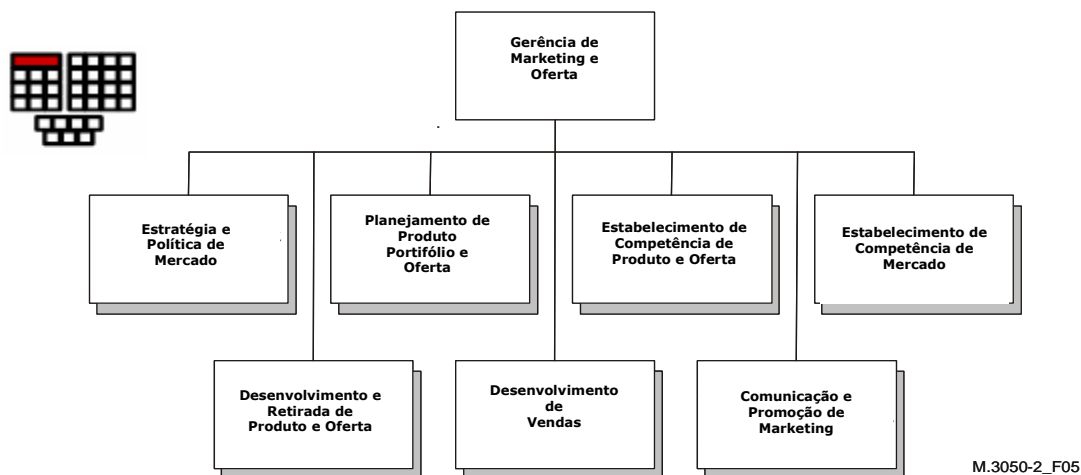 Gerência de
Marketing e
Oferta
Estratégia e
Política de
Mercado
Planejamento de
Produto
Portifólio e
Oferta
Estabelecimento de
Competência de
Produto e Oferta
Estabelecimento de
Competência de
Mercado
Desenvolvimento e
Retirada de
Produto e Oferta
Desenvolvimento
de
Vendas
Comunicação e
Promoção de
Marketing
M.3050-2_F05